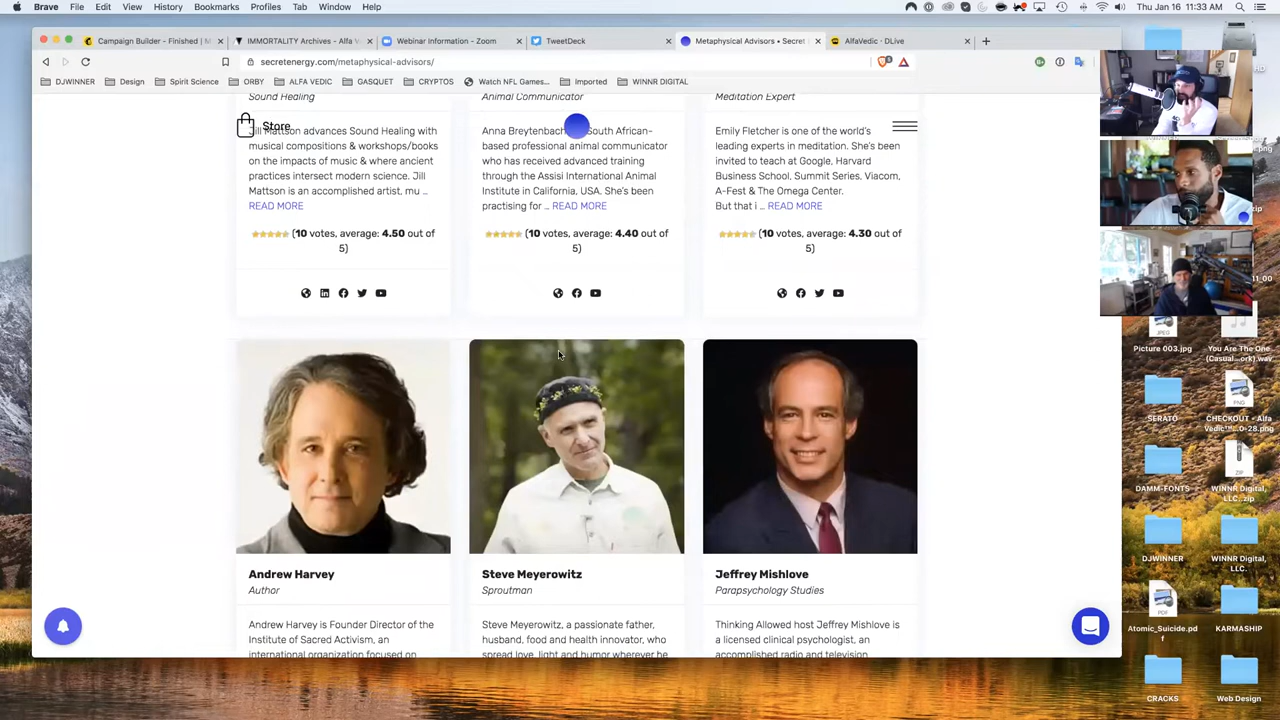 Brave File Edit View History Bookmarks Profiles Tab Window Help
Thu Jan 16 11:33 AM
Campaign Builder - Finished | M
IMMORTALITY Archives - Alfa V
Webinar Information - Zoom
TweetDeck
Metaphysical Advisors • Secret
AlfaVedic · DLive
secretenergy.com/metaphysical-advisors/
DJWINNER Design Spirit Science ORBY ALFA VEDIC GASQUET CRYPTOS Watch NFL Games... Imported WINNR DIGITAL
Store
Sound Healing
Jill Mattson advances Sound Healing with
musical compositions & workshops/books
on the impacts of music & where ancient
practices intersect modern science. Jill
Mattson is an accomplished artist, mu ...
READ MORE
(10 votes, average: 4.50 out of
5)
Animal Communicator
Anna Breytenbach South African-
based professional animal communicator
who has received advanced training
through the Assisi International Animal
Institute in California, USA. She's been
practising for ... READ MORE
(10 votes, average: 4.40 out of
5)
Meditation Expert
Emily Fletcher is one of the world's
leading experts in meditation. She's been
invited to teach at Google, Harvard
Business School, Summit Series, Viacom,
A-Fest & The Omega Center.
But that i ... READ MORE
(10 votes, average: 4.30 out of
5)
Andrew Harvey
Author
Andrew Harvey is Founder Director of the
Institute of Sacred Activism, an
international organization focused on
Steve Meyerowitz
Sproutman
Steve Meyerowitz, a passionate father,
husband, food and health innovator, who
spread love, light and humor wherever he
Jeffrey Mishlove
Parapsychology Studies
Thinking Allowed host Jeffrey Mishlove is
a licensed clinical psychologist, an
accomplished radio and television
Picture 003.jpg
You Are The One
(Casual...ork).wav
-SERATO
CHECKOUT • Alfa
Vedic™...0-28.png
DAMM-FONTS
WINNR Digital,
LLC..zip
DJWINNER
WINNR Digital,
LLC.
Atomic_Suicide.pd
f
KARMASHIP
CRACKS
Web Design